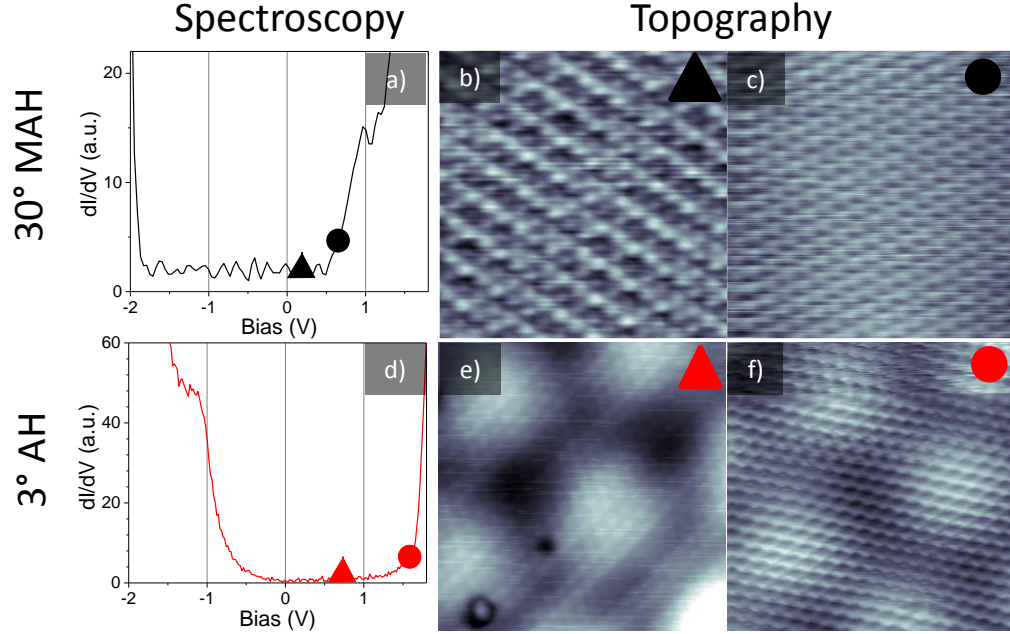 Spectroscopy
Topography
30° MAH
dI/dV (a.u.)
20
10
0
-2
-1
0
1
Bias (V)
a)
b)
c)
3° AH
dI/dV (a.u.)
60
40
20
0
-2
-1
0
1
Bias (V)
d)
e)
f)